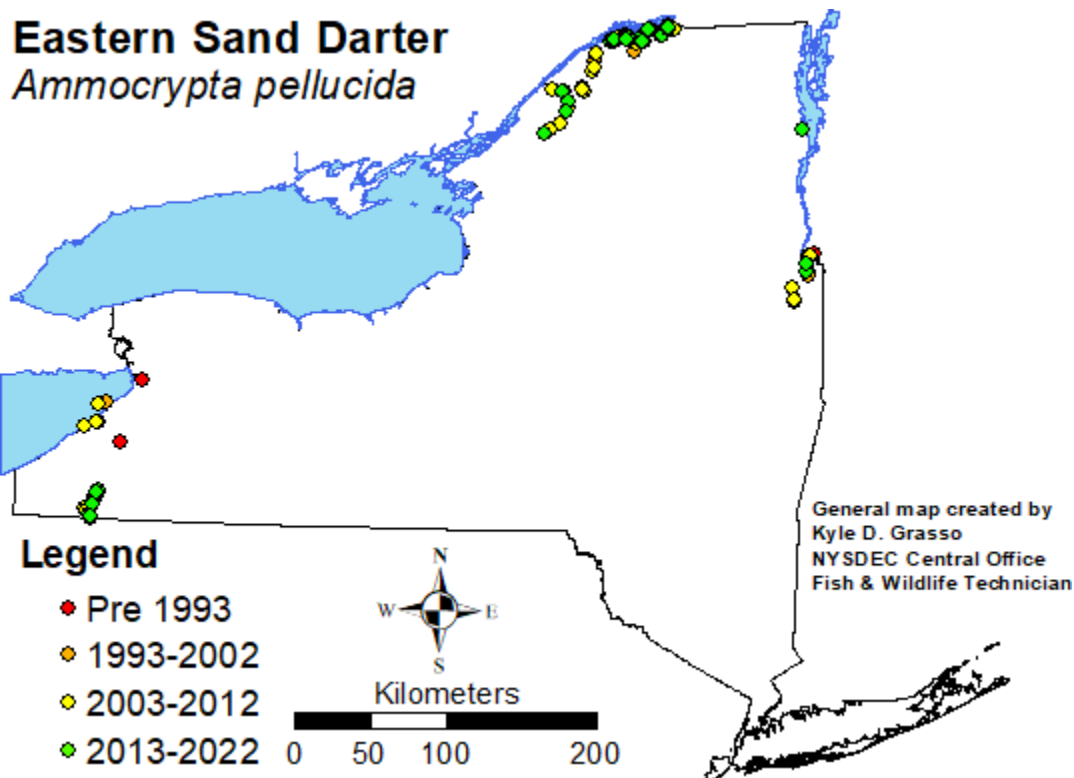 Eastern Sand Darter
Ammocrypta pellucida
General map created by
Kyle D. Grasso
NYSDEC Central Office
Fish & Wildlife Technician
Legend
Pre 1993
1993-2002
2003-2012
2013-2022
N
W E
S
Kilometers
0 50 100 200